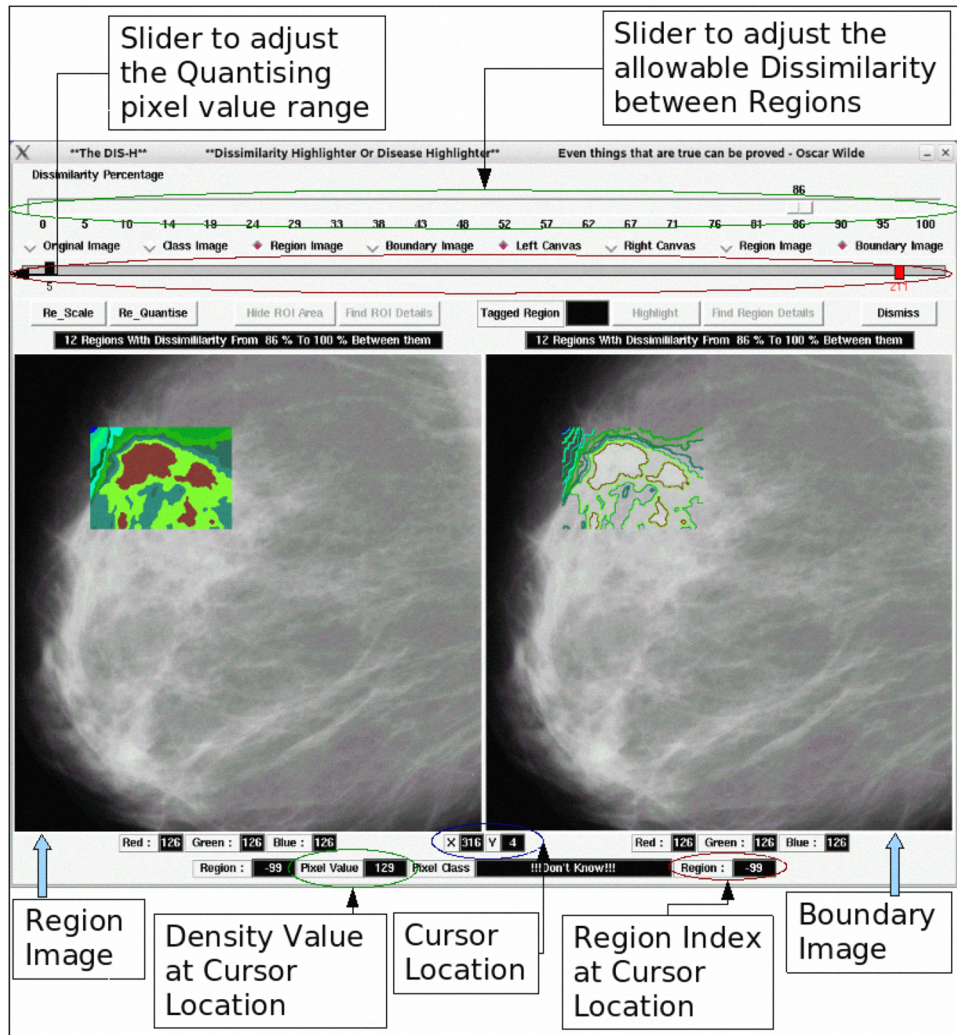 Slider to adjust
the Quantising
pixel value range
Slider to adjust the
allowable Dissimilarity
between Regions
X **The DIS-H** **Dissimilarity Highlighter Or Disease Highlighter** Even things that are true can be proved - Oscar Wilde
Dissimilarity Percentage
86
0 5 10 14 19 24 29 33 38 43 48 52 57 62 67 71 76 81 86 90 95 100
Original Image Class Image Region Image Boundary Image Left Canvas Right Canvas Region Image Boundary Image
5 211
Re_Scale Re_Quantise Hide ROI Area Find ROI Details Tagged Region Highlight Find Region Details Dismiss
12 Regions With Dissimililarity From 86 % To 100 % Between them 12 Regions With Dissimililarity From 86 % To 100 % Between them
Red : 126 Green : 126 Blue : 126 X 316 Y 4 Red : 126 Green : 126 Blue : 126
Region : -99 Pixel Value 129 Pixel Class !!!Don't Know!!! Region : -99
Region
Image
Density Value
at Cursor
Location
Cursor
Location
Region Index
at Cursor
Location
Boundary
Image